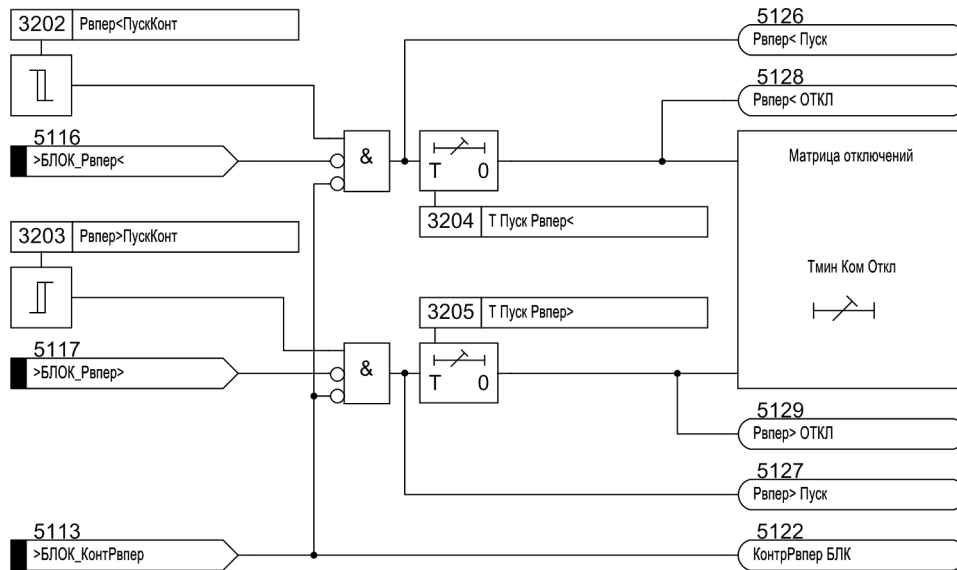 3202 Рвпер<ПускКонт
5126
Рвпер< Пуск
5128
Рвпер< ОТКЛ
5116
>БЛОК_Рвпер<
&
T 0
Матрица отключений
3204 Т Пуск Рвпер<
3203 Рвпер>ПускКонт
Тмин Ком Откл
3205 Т Пуск Рвпер>
5117
>БЛОК_Рвпер>
&
T 0
5129
Рвпер> ОТКЛ
5127
Рвпер> Пуск
5113
>БЛОК_КонтРвпер
5122
КонтрРвпер БЛК